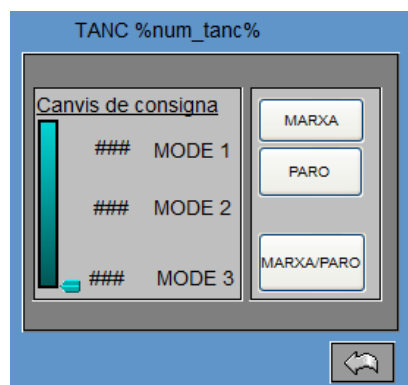 TANC %num_tanc%
Canvis de consigna
### MODE 1
### MODE 2
### MODE 3
MARXA
PARO
MARXA/PARO